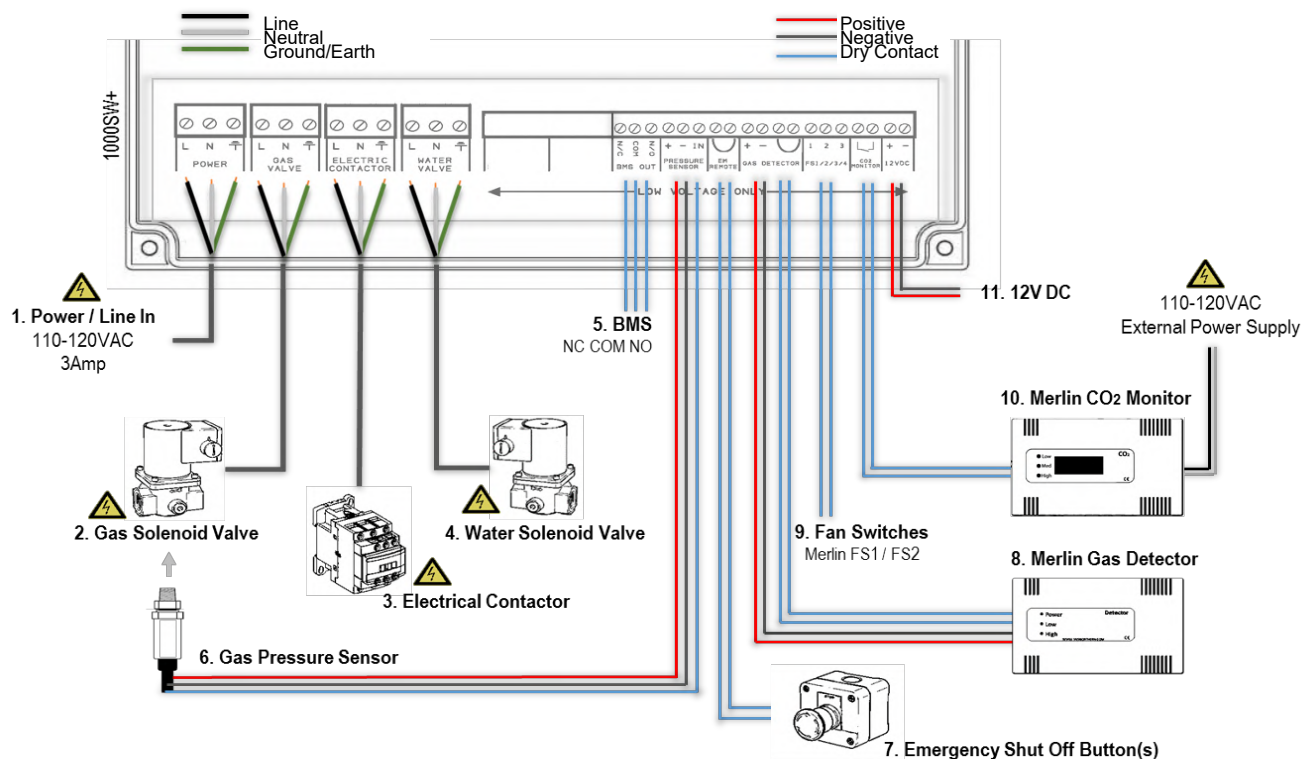 Line
Neutral
Ground/Earth
Positive
Negative
Dry Contact
1000SW+
L N
POWER
L N
GAS
VALVE
L N
ELECTRIC
CONTACTOR
L N
WATER
VALVE
N/C COM N/O
BMS OUT
+ − IN
PRESSURE
SENSOR
EM
REMOTE
+ −
GAS DETECTOR
1 2 3
FS1/2/3/4
CO2
MONITOR
+ −
12VDC
LOW VOLTAGE ONLY
1. Power / Line In
110-120VAC
3Amp
2. Gas Solenoid Valve
3. Electrical Contactor
4. Water Solenoid Valve
5. BMS
NC COM NO
6. Gas Pressure Sensor
7. Emergency Shut Off Button(s)
8. Merlin Gas Detector
Power
Low
High
Detector
CE
9. Fan Switches
Merlin FS1 / FS2
10. Merlin CO2 Monitor
Low
Med
High
CO2
CE
11. 12V DC
110-120VAC
External Power Supply